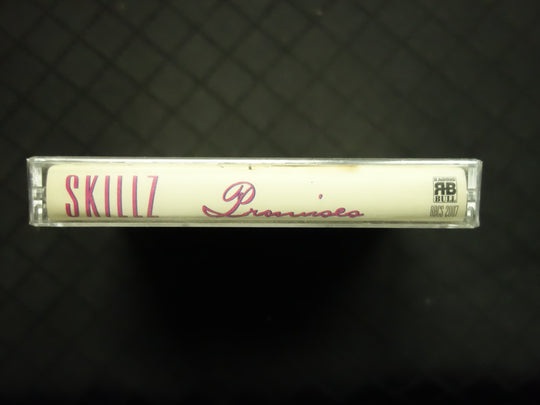 SKILLZ
Promises
RB
BULL
RBCS 2007